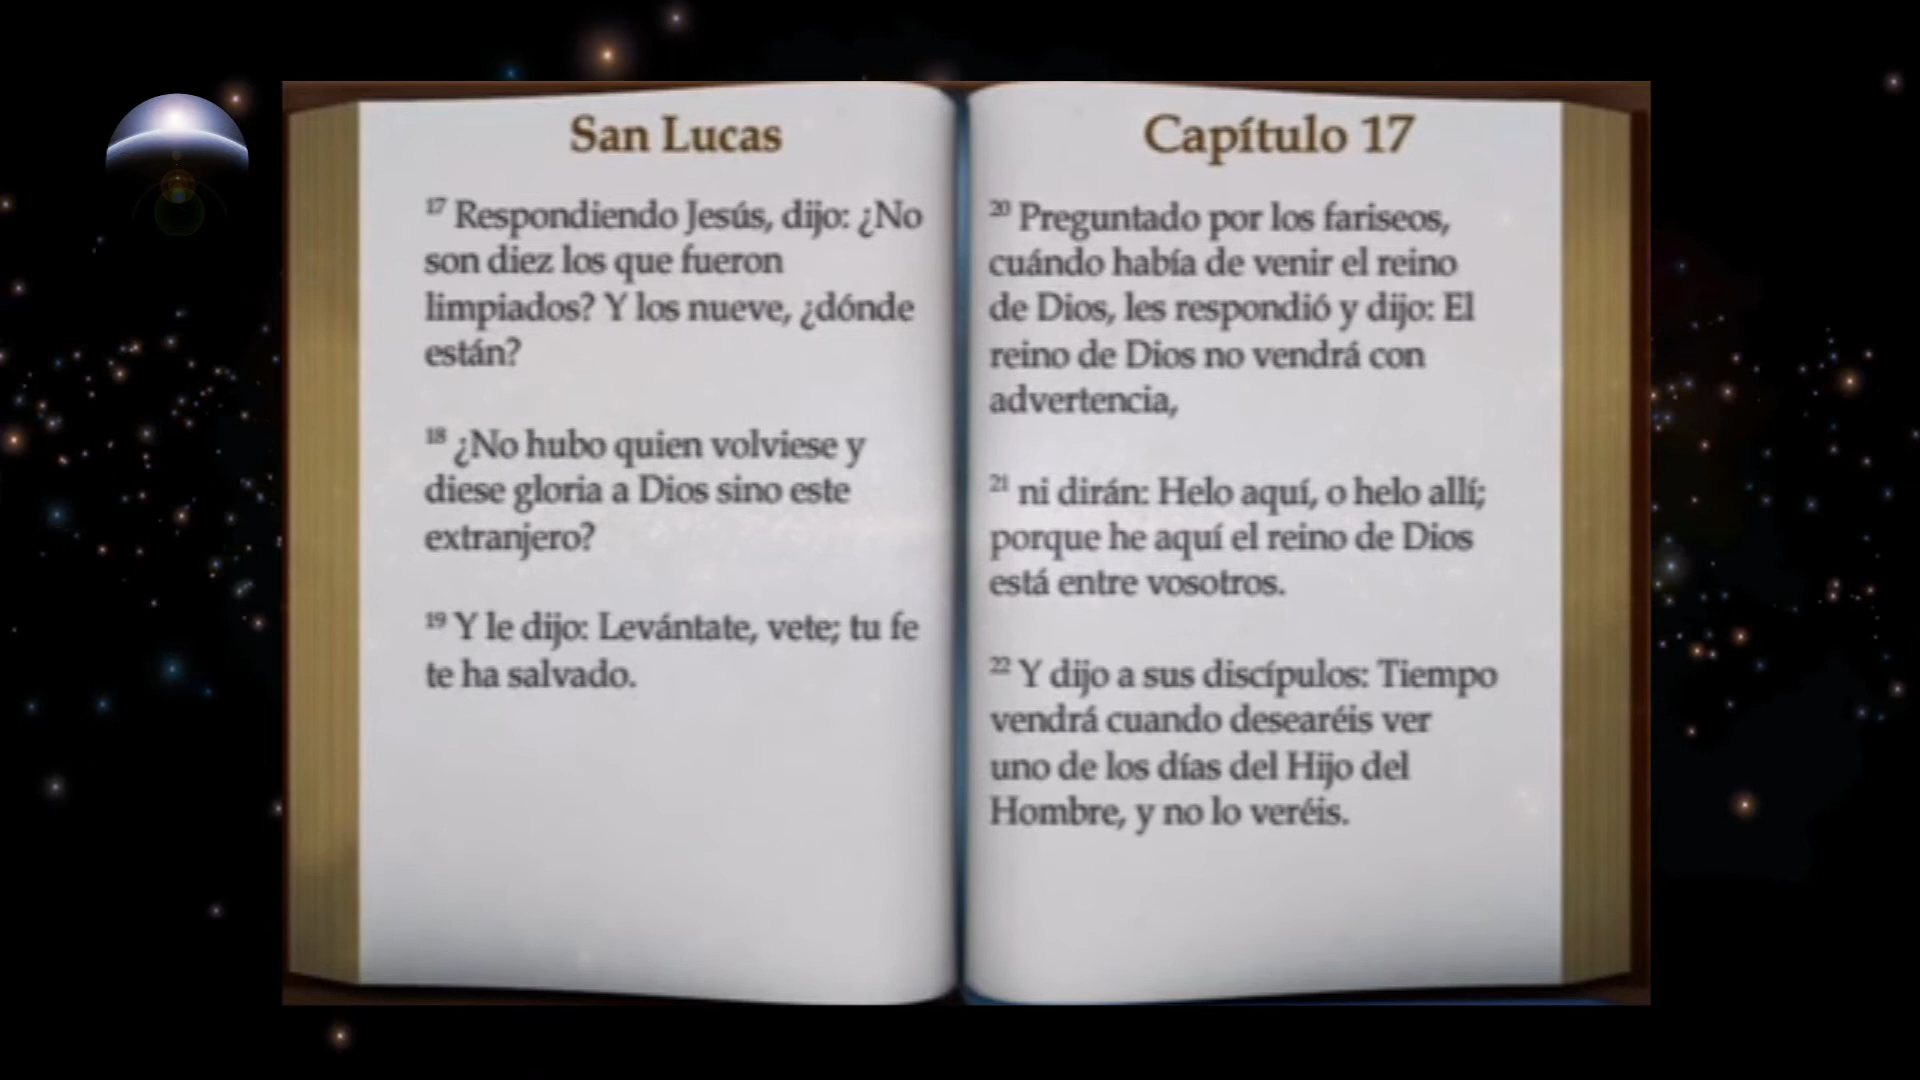 San Lucas
17 Respondiendo Jesús, dijo: ¿No
son diez los que fueron
limpiados? Y los nueve, ¿dónde
están?
18 ¿No hubo quien volviese y
diese gloria a Dios sino este
extranjero?
19 Y le dijo: Levántate, vete; tu fe
te ha salvado.
Capítulo 17
20 Preguntado por los fariseos,
cuándo había de venir el reino
de Dios, les respondió y dijo: El
reino de Dios no vendrá con
advertencia,
21 ni dirán: Helo aquí, o helo allí;
porque he aquí el reino de Dios
está entre vosotros.
22 Y dijo a sus discípulos: Tiempo
vendrá cuando desearéis ver
uno de los días del Hijo del
Hombre, y no lo veréis.